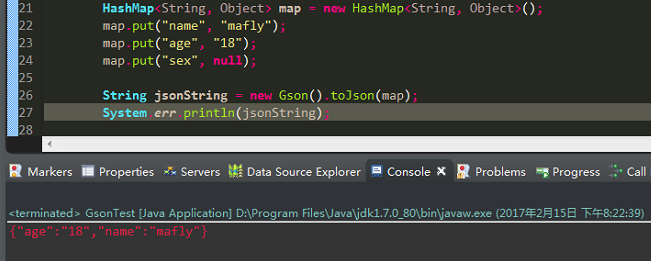 21 HashMap<String, Object> map = new HashMap<String, Object>();
22 map.put("name", "mafly");
23 map.put("age", "18");
24 map.put("sex", null);
25
26 String jsonString = new Gson().toJson(map);
27 System.err.println(jsonString);
28
Markers Properties Servers Data Source Explorer Console Problems Progress Call
<terminated> GsonTest [Java Application] D:\Program Files\Java\jdk1.7.0_80\bin\javaw.exe (2017年2月15日 下午8:22:39)
{"age":"18","name":"mafly"}